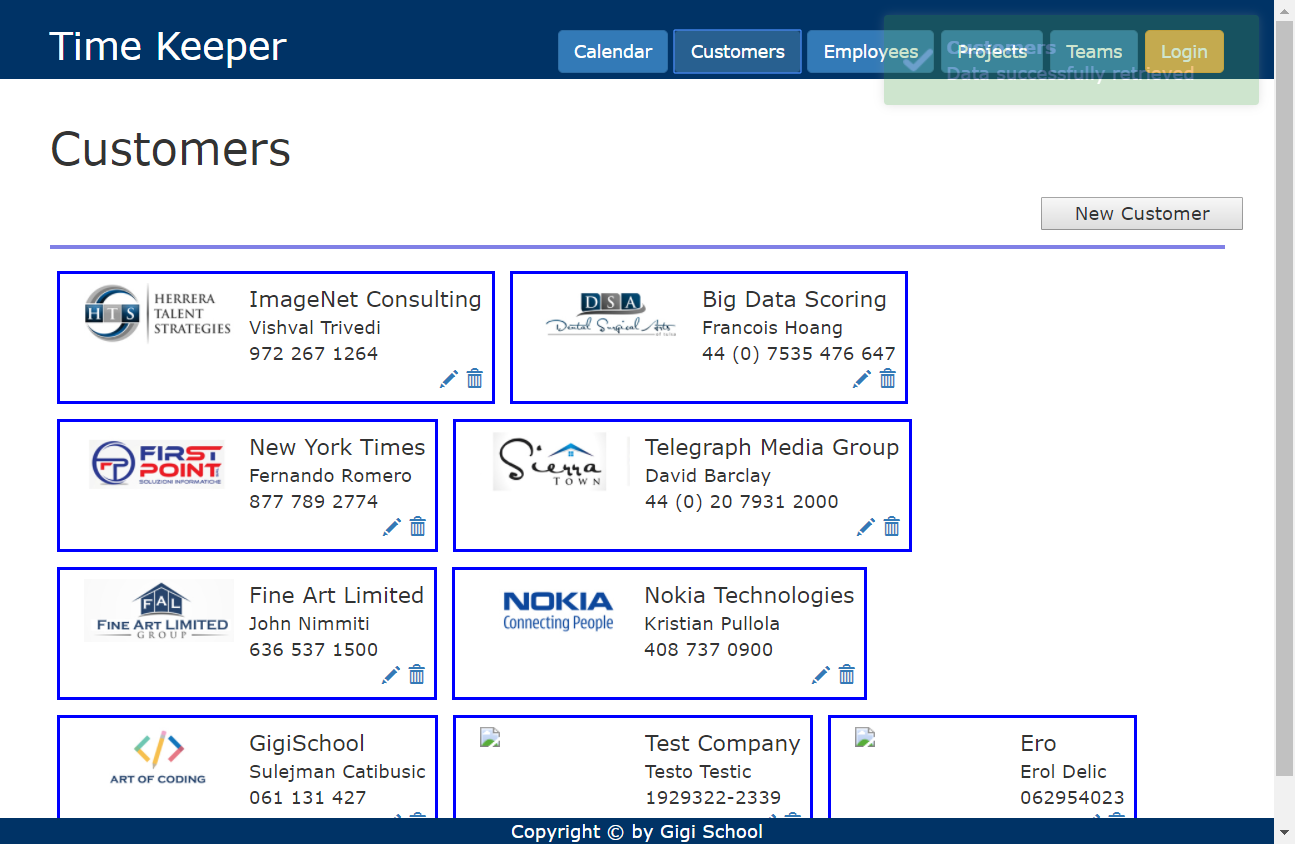 Time Keeper
Calendar
Customers
Employees
Projects
Teams
Login
Customers
Data successfully retrieved
Customers
New Customer
HTS
HERRERA
TALENT
STRATEGIES
ImageNet Consulting
Vishval Trivedi
972 267 1264
DSA
Dental Surgical Arts
Big Data Scoring
Francois Hoang
44 (0) 7535 476 647
FIRST
POINT
SOLUZIONI INFORMATICHE
New York Times
Fernando Romero
877 789 2774
Sierra
TOWN
Telegraph Media Group
David Barclay
44 (0) 20 7931 2000
FAL
FINE ART LIMITED
GROUP
Fine Art Limited
John Nimmiti
636 537 1500
NOKIA
Connecting People
Nokia Technologies
Kristian Pullola
408 737 0900
ART OF CODING
GigiSchool
Sulejman Catibusic
061 131 427
Test Company
Testo Testic
1929322-2339
Ero
Erol Delic
062954023
Copyright © by Gigi School